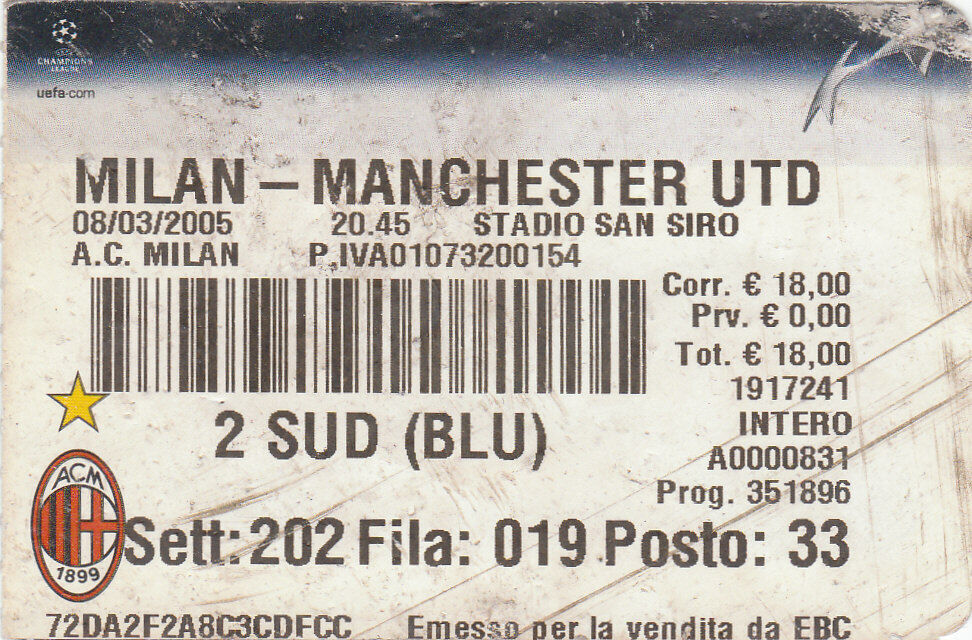 UEFA
CHAMPIONS
LEAGUE
uefa.com
MILAN – MANCHESTER UTD
08/03/2005 20.45 STADIO SAN SIRO
A.C. MILAN P.IVA01073200154
Corr. € 18,00
Prv. € 0,00
Tot. € 18,00
1917241
2 SUD (BLU)
INTERO
A0000831
Prog. 351896
ACM
1899
Sett: 202 Fila: 019 Posto: 33
72DA2F2A8C3CDFCC Emesso per la vendita da EBC